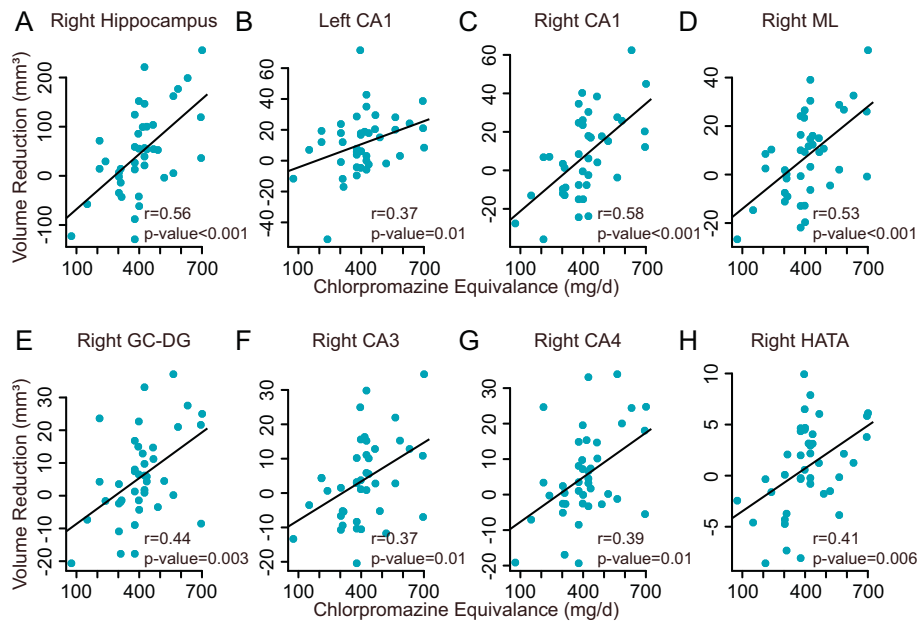 A Right Hippocampus
B Left CA1
C Right CA1
D Right ML
Volume Reduction (mm³)
200
100
0
-100
60
40
20
0
-20
-40
60
40
20
0
-20
40
20
0
-20
r=0.56
p-value<0.001
r=0.37
p-value=0.01
r=0.58
p-value<0.001
r=0.53
p-value<0.001
100 400 700
100 400 700
100 400 700
100 400 700
Chlorpromazine Equivalance (mg/d)
E Right GC-DG
F Right CA3
G Right CA4
H Right HATA
Volume Reduction (mm³)
30
20
10
0
-10
-20
30
20
10
0
-10
-20
30
20
10
0
-10
-20
10
5
0
-5
r=0.44
p-value=0.003
r=0.37
p-value=0.01
r=0.39
p-value=0.01
r=0.41
p-value=0.006
100 400 700
100 400 700
100 400 700
100 400 700
Chlorpromazine Equivalance (mg/d)